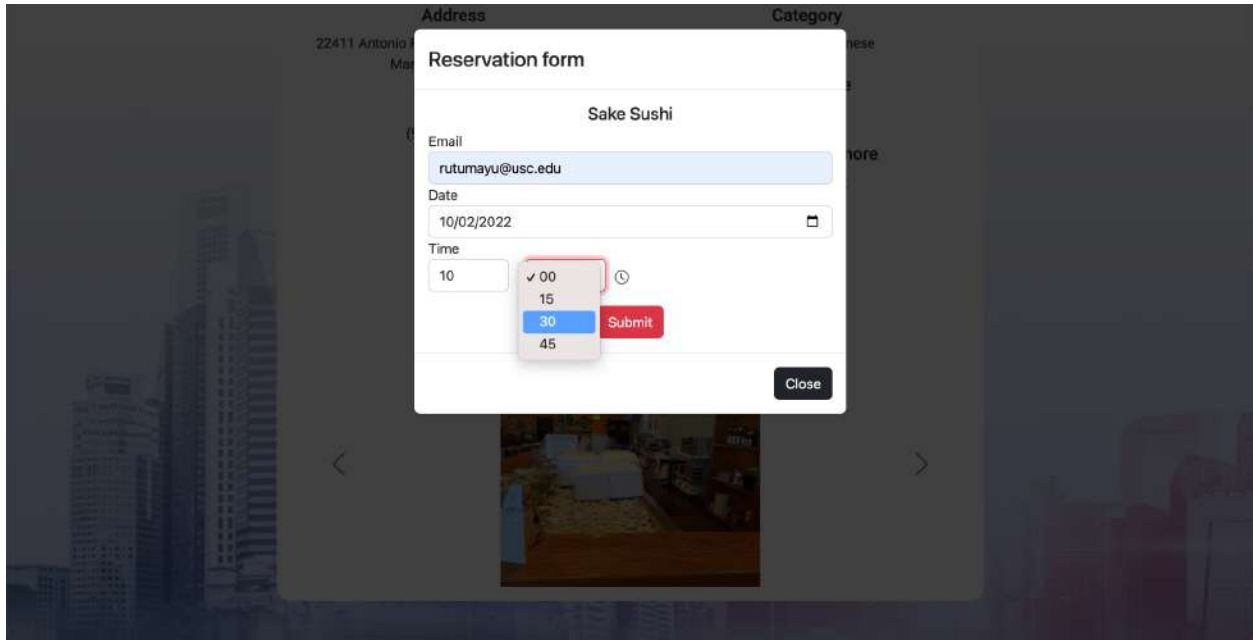 Address
Category
22411 Antonio
Reservation form
Sake Sushi
Email
rutumayu@usc.edu
Date
10/02/2022
Time
10
✓ 00
15
30
45
Submit
Close